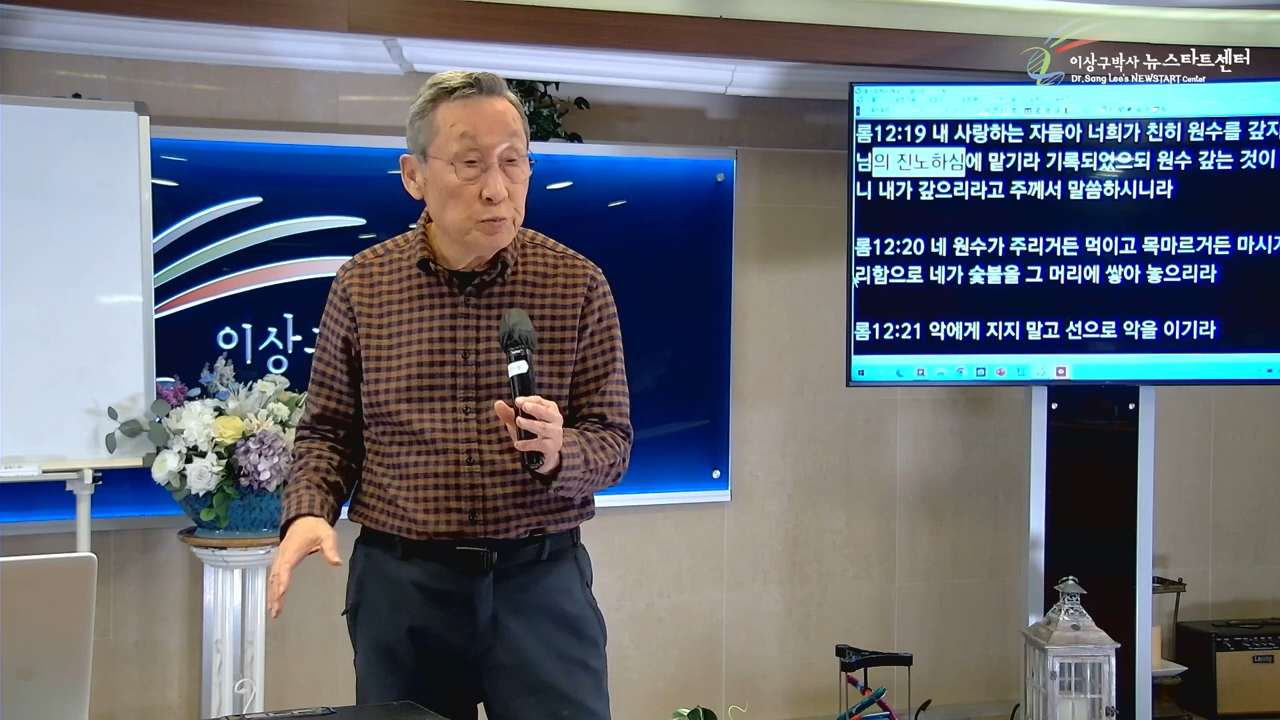 이상구박사 뉴스타트센터
Dr. Sang Lee's NEWSTART Center
롬12:19 내 사랑하는 자들아 너희가 친히 원수를 갚지
님의 진노하심에 맡기라 기록되었으되 원수 갚는 것이
니 내가 갚으리라고 주께서 말씀하시니라
롬12:20 네 원수가 주리거든 먹이고 목마르거든 마시게
리함으로 네가 숯불을 그 머리에 쌓아 놓으리라
롬12:21 악에게 지지 말고 선으로 악을 이기라
이상
Laney